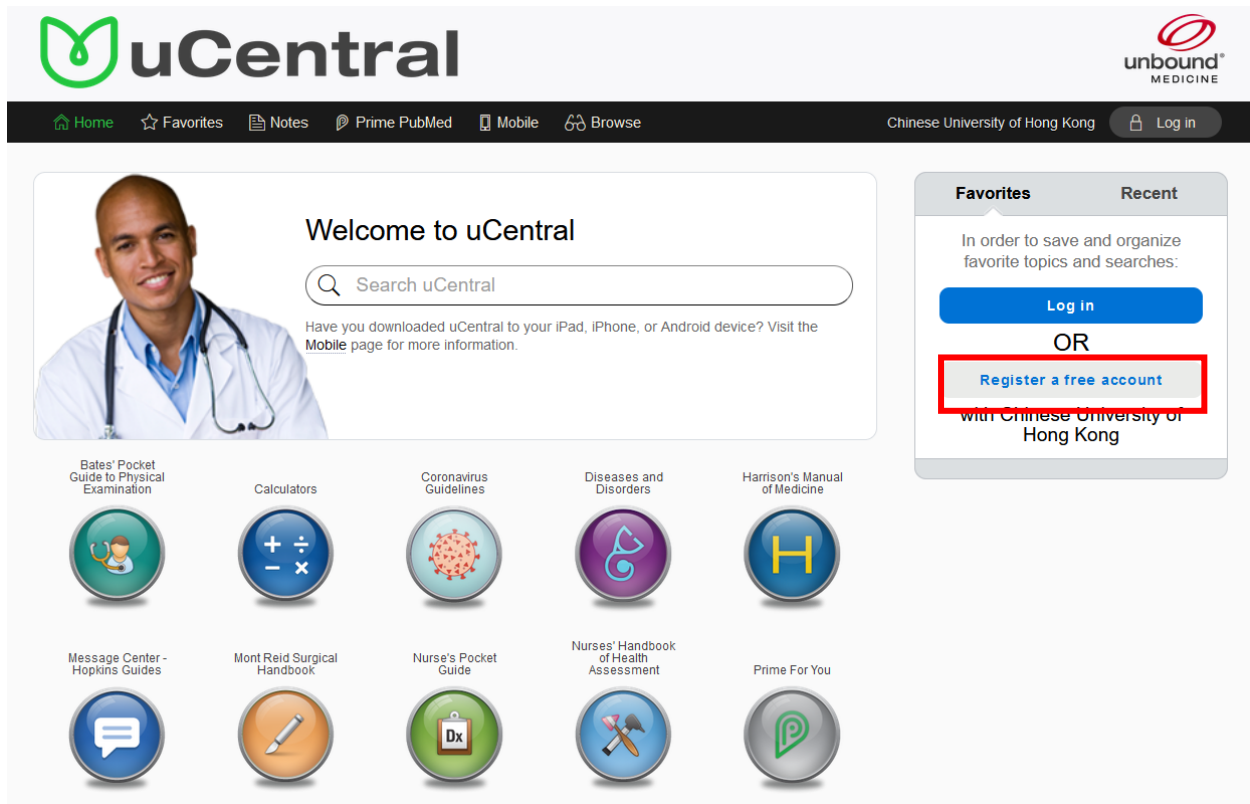 uCentral
unbound®
MEDICINE
Home Favorites Notes Prime PubMed Mobile Browse Chinese University of Hong Kong Log in
Welcome to uCentral
Search uCentral
Have you downloaded uCentral to your iPad, iPhone, or Android device? Visit the
Mobile page for more information.
Favorites Recent
In order to save and organize
favorite topics and searches:
Log in
OR
Register a free account
with Chinese University of
Hong Kong
Bates' Pocket
Guide to Physical
Examination
Calculators
Coronavirus
Guidelines
Diseases and
Disorders
Harrison's Manual
of Medicine
H
Message Center -
Hopkins Guides
Mont Reid Surgical
Handbook
Nurse's Pocket
Guide
Dx
Nurses' Handbook
of Health
Assessment
Prime For You